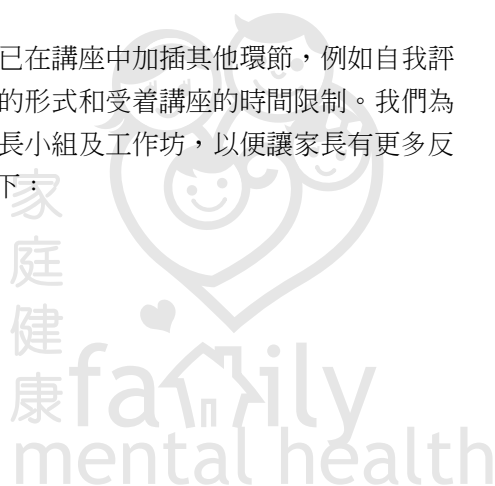 已在講座中加插其他環節，例如自我評
的形式和受着講座的時間限制。我們為
長小組及工作坊，以便讓家長有更多反
下：
家
庭
健
康
family
mental health